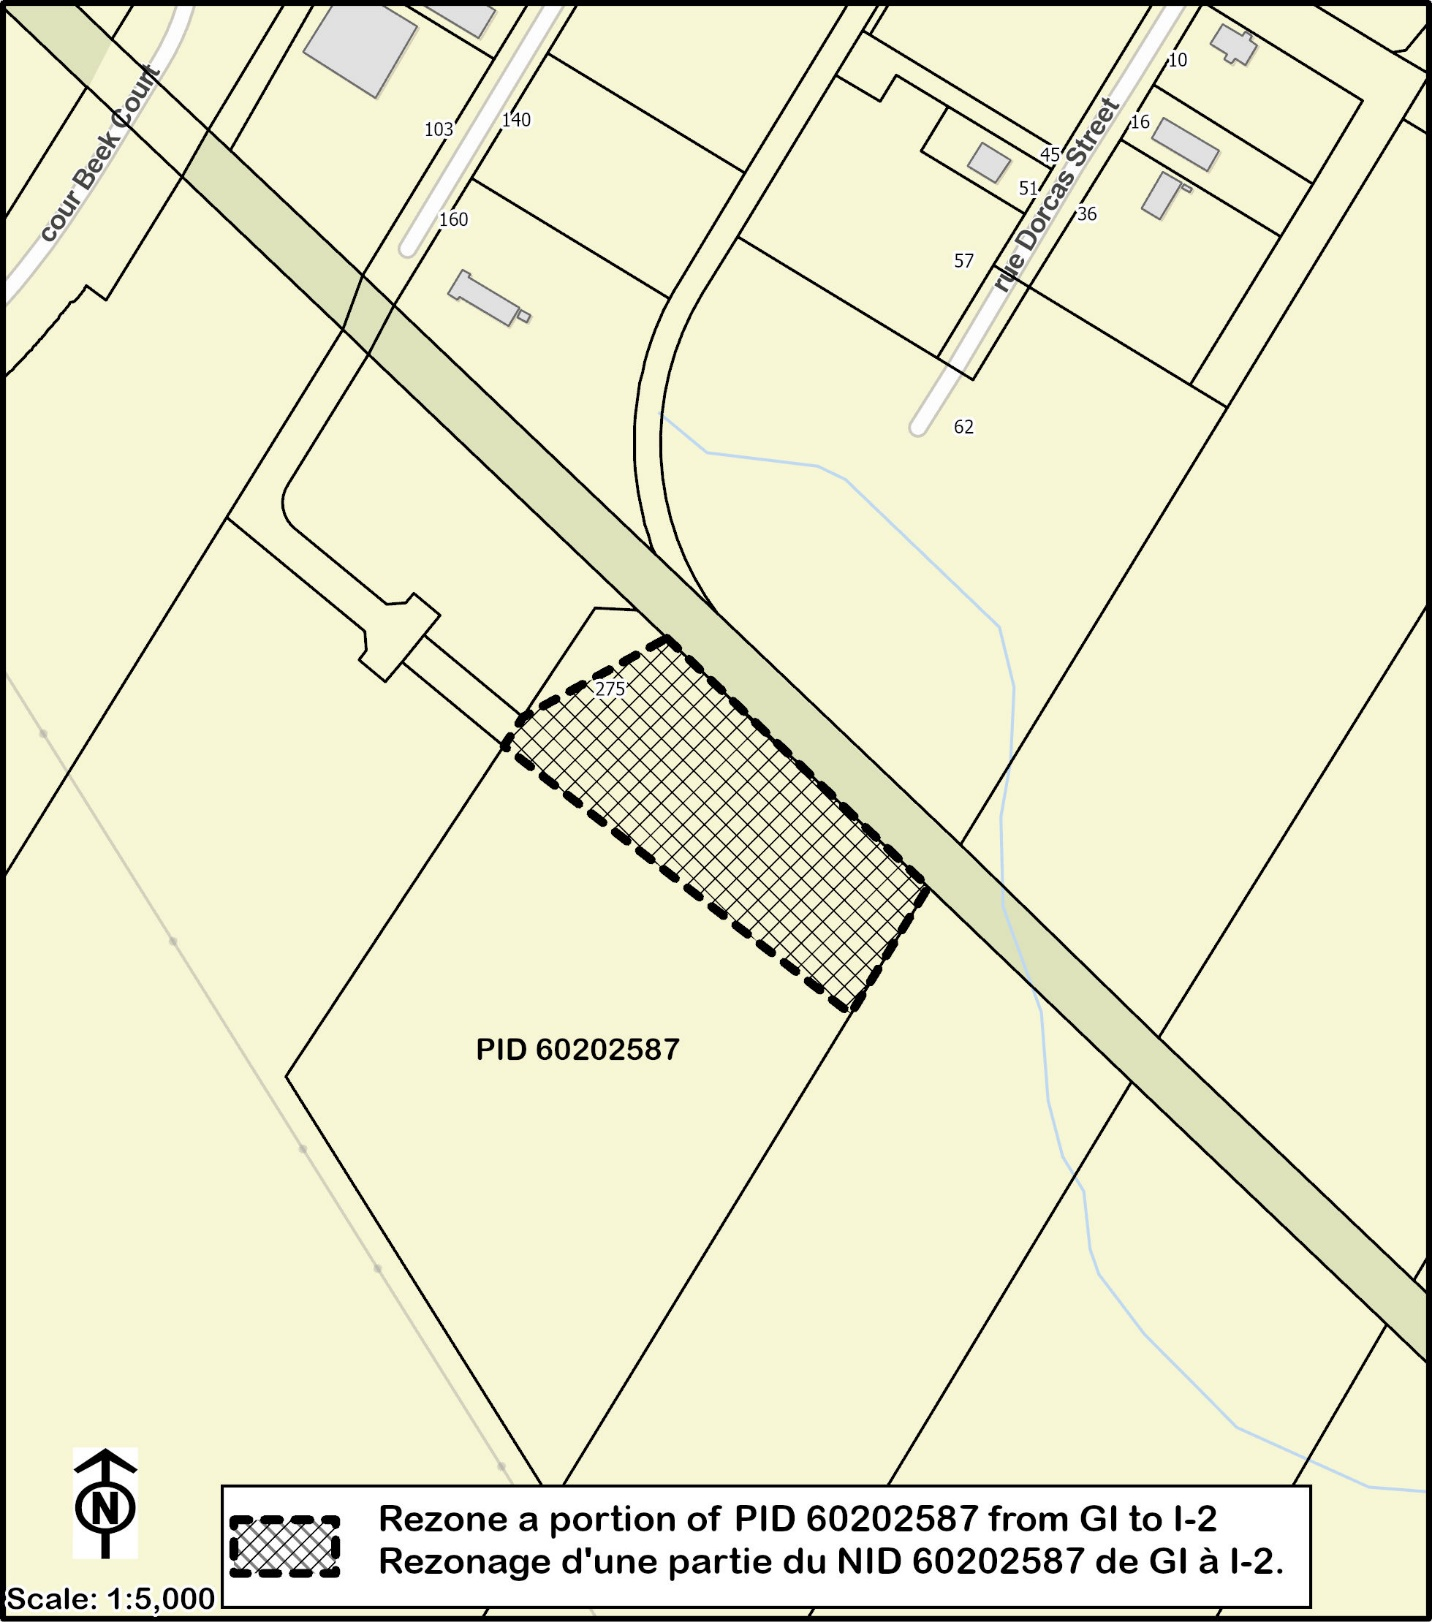 cour Beek Court
103
140
160
10
16
45
51
36
57
rue Dorcas Street
62
275
PID 60202587
N
Rezone a portion of PID 60202587 from GI to I-2
Rezonage d'une partie du NID 60202587 de GI à I-2.
Scale: 1:5,000